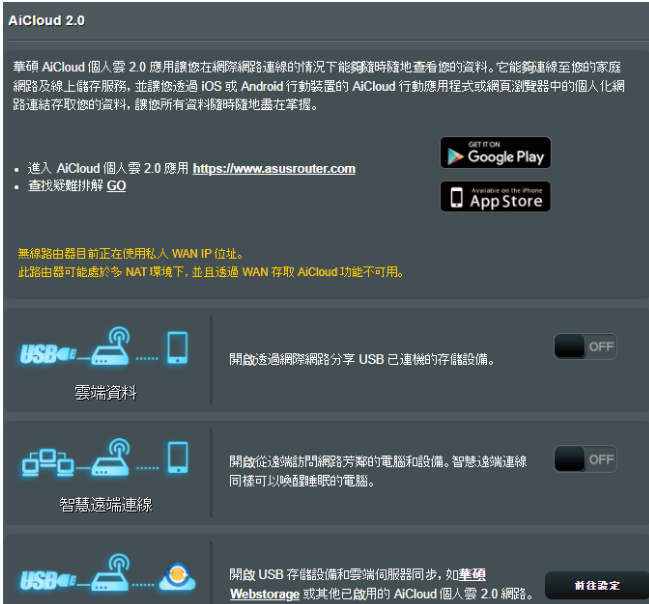 AiCloud 2.0
華碩 AiCloud 個人雲 2.0 應用讓您在網際網路連線的情況下能夠隨時隨地查看您的資料。它能夠連線至您的家庭
網路及線上儲存服務, 並讓您透過 iOS 或 Android 行動裝置的 AiCloud 行動應用程式或網頁瀏覽器中的個人化網
路連結存取您的資料, 讓您所有資料隨時隨地盡在掌握。
GET IT ON
Google Play
• 進入 AiCloud 個人雲 2.0 應用 https://www.asusrouter.com
• 查找疑難排解 GO
Available on the iPhone
App Store
無線路由器目前正在使用私人 WAN IP 位址。
此路由器可能處於多 NAT 環境下, 並且透過 WAN 存取 AiCloud 功能不可用。
USB
開啟透過網際網路分享 USB 已連機的存儲設備。
OFF
雲端資料
開啟從遠端訪問網路芳鄰的電腦和設備。智慧遠端連線
同樣可以喚醒睡眠的電腦。
OFF
智慧遠端連線
USB
開啟 USB 存儲設備和雲端伺服器同步, 如華碩
Webstorage 或其他已啟用的 AiCloud 個人雲 2.0 網路。
前往設定